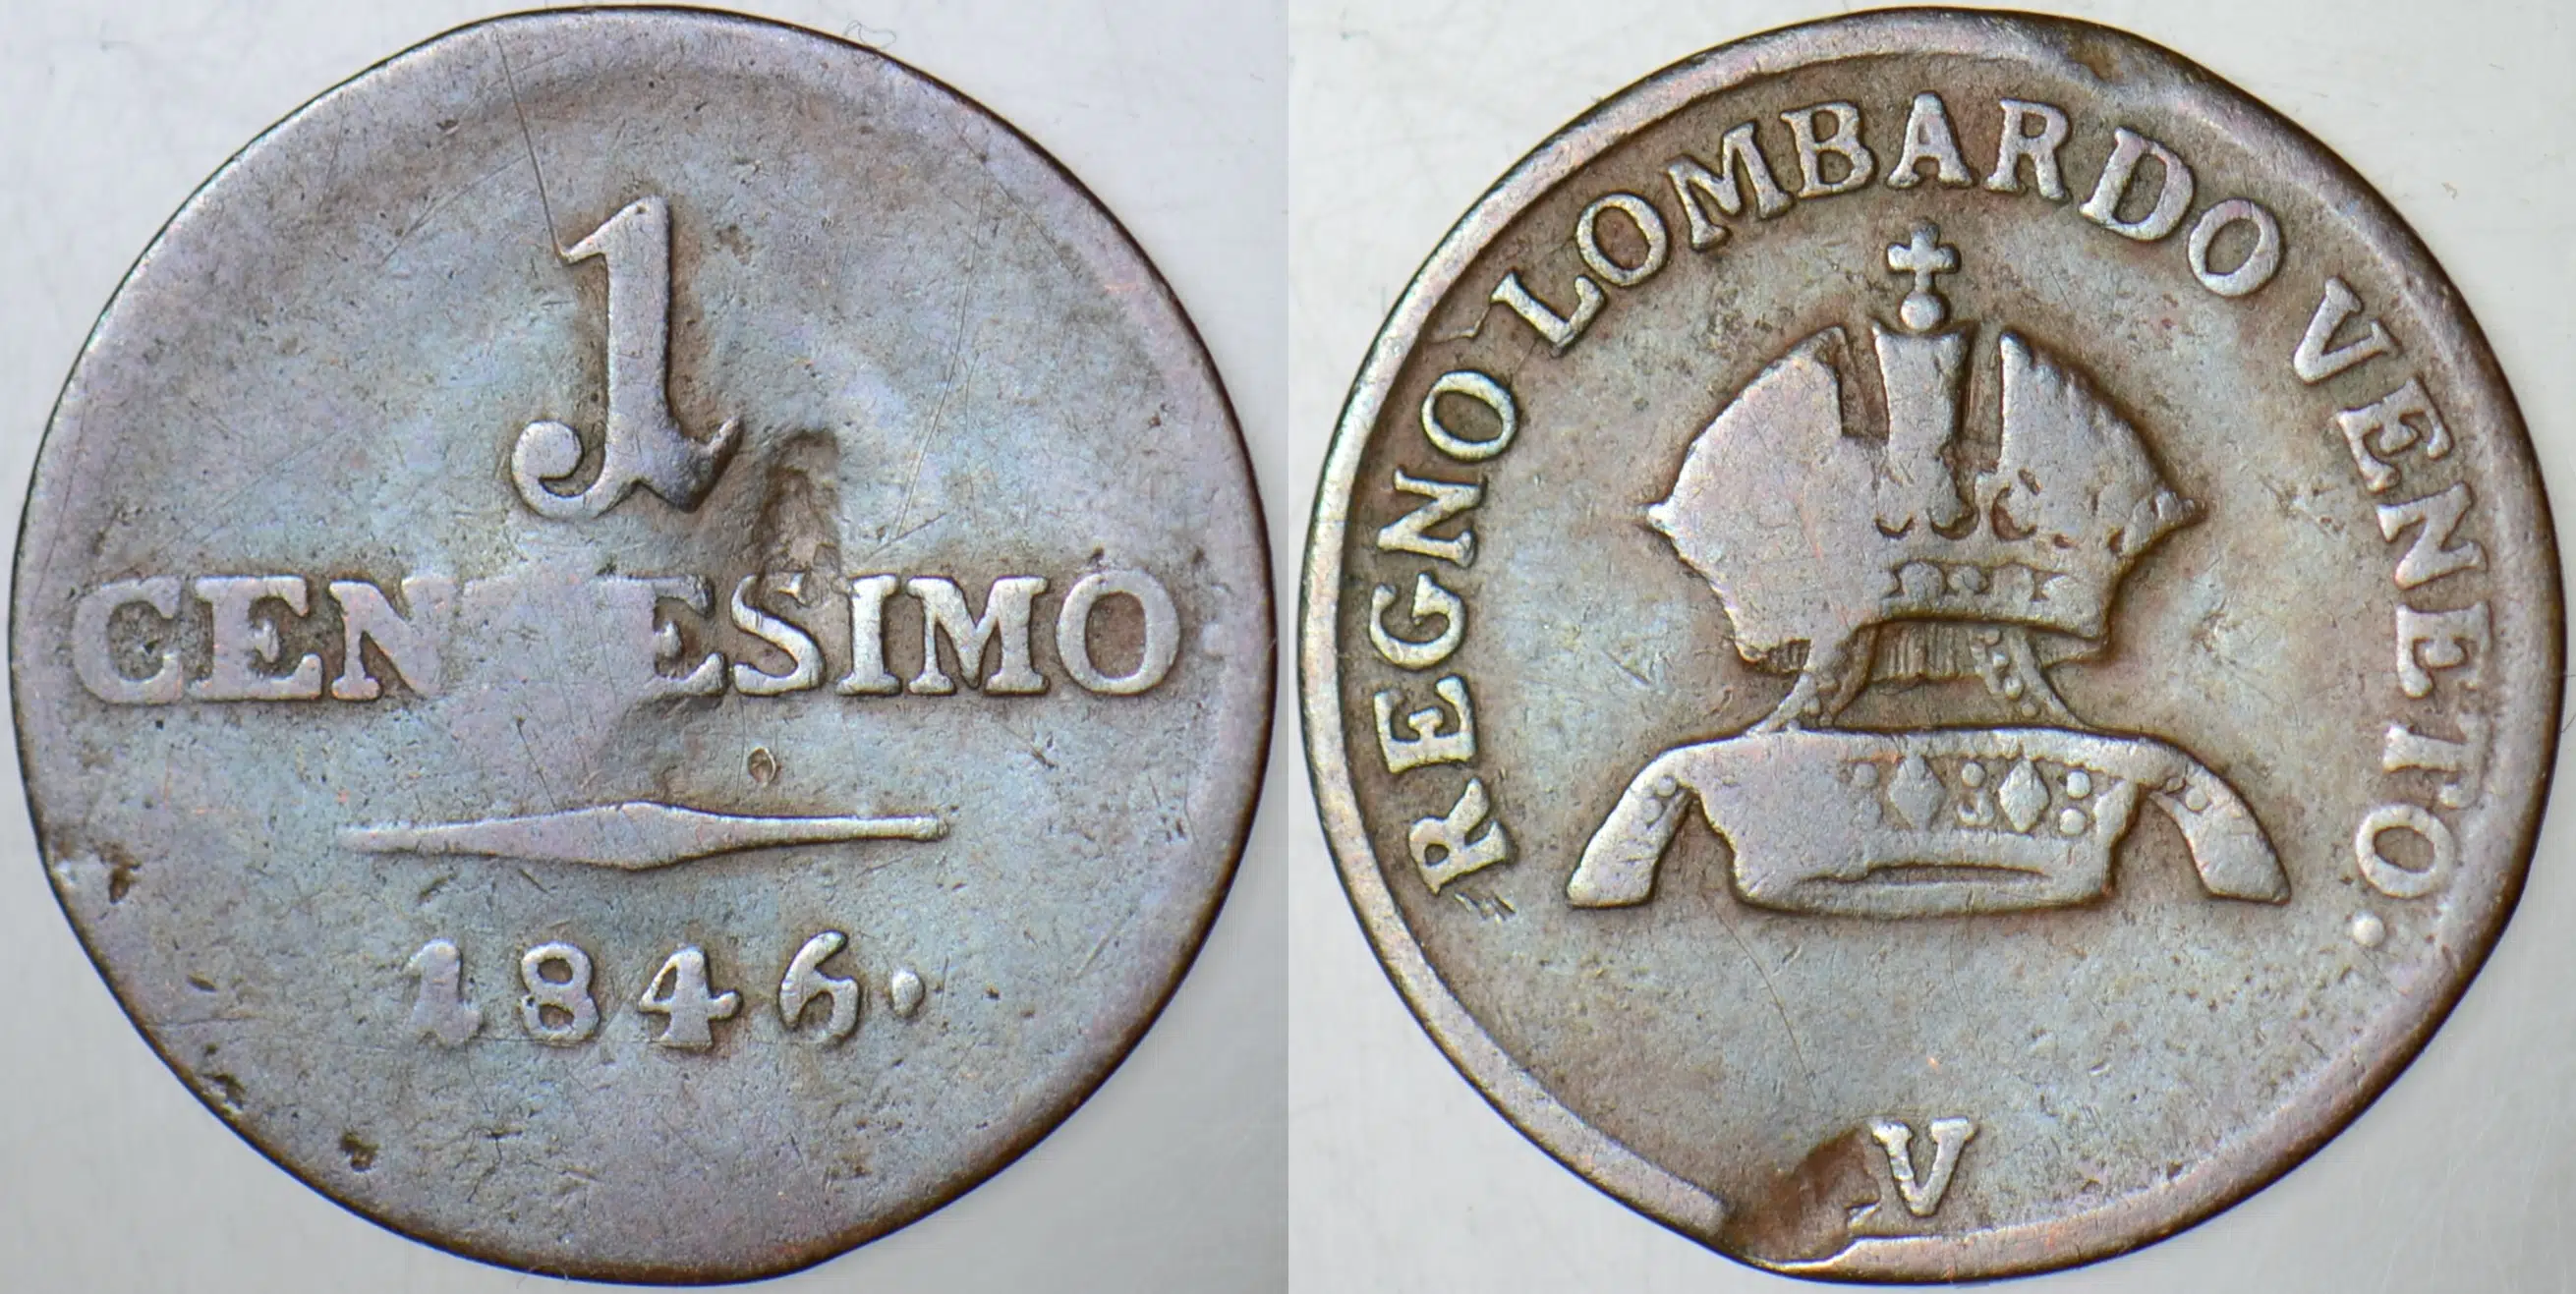 1
CENTESIMO
1846.
REGNO LOMBARDO VENETO.
V